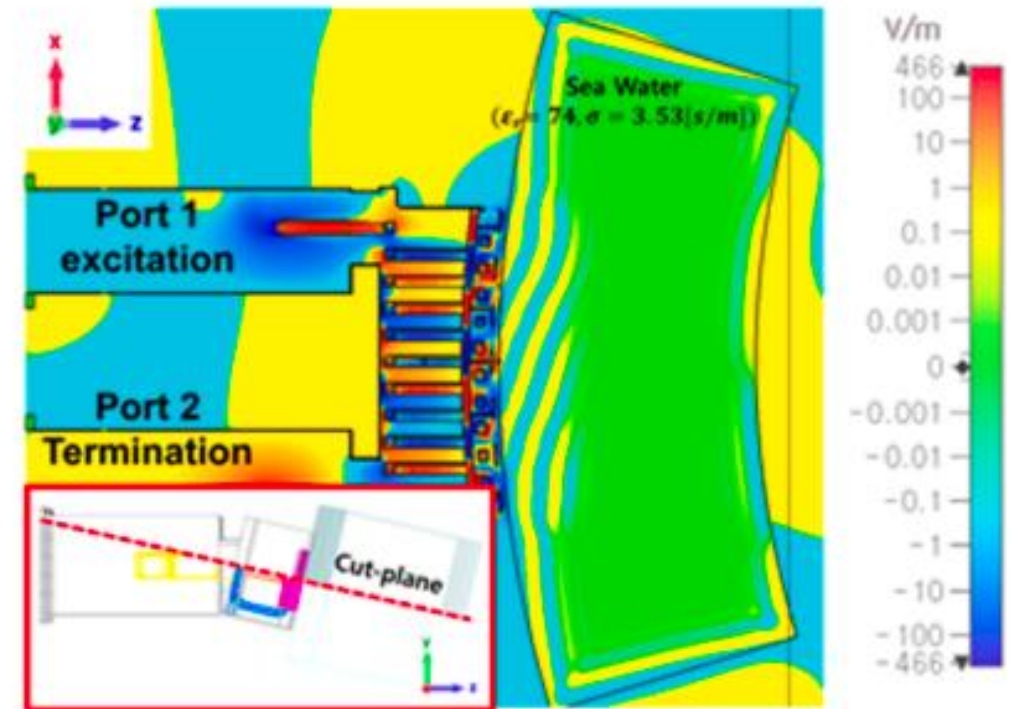 V/m
x
y
z
Sea Water
(εᵣ = 74, σ = 3.53[s/m])
Port 1
excitation
Port 2
Termination
Cut-plane
Y
z
466
100
10
1
0.1
0.01
0.001
0
-0.001
-0.01
-0.1
-1
-10
-100
-466